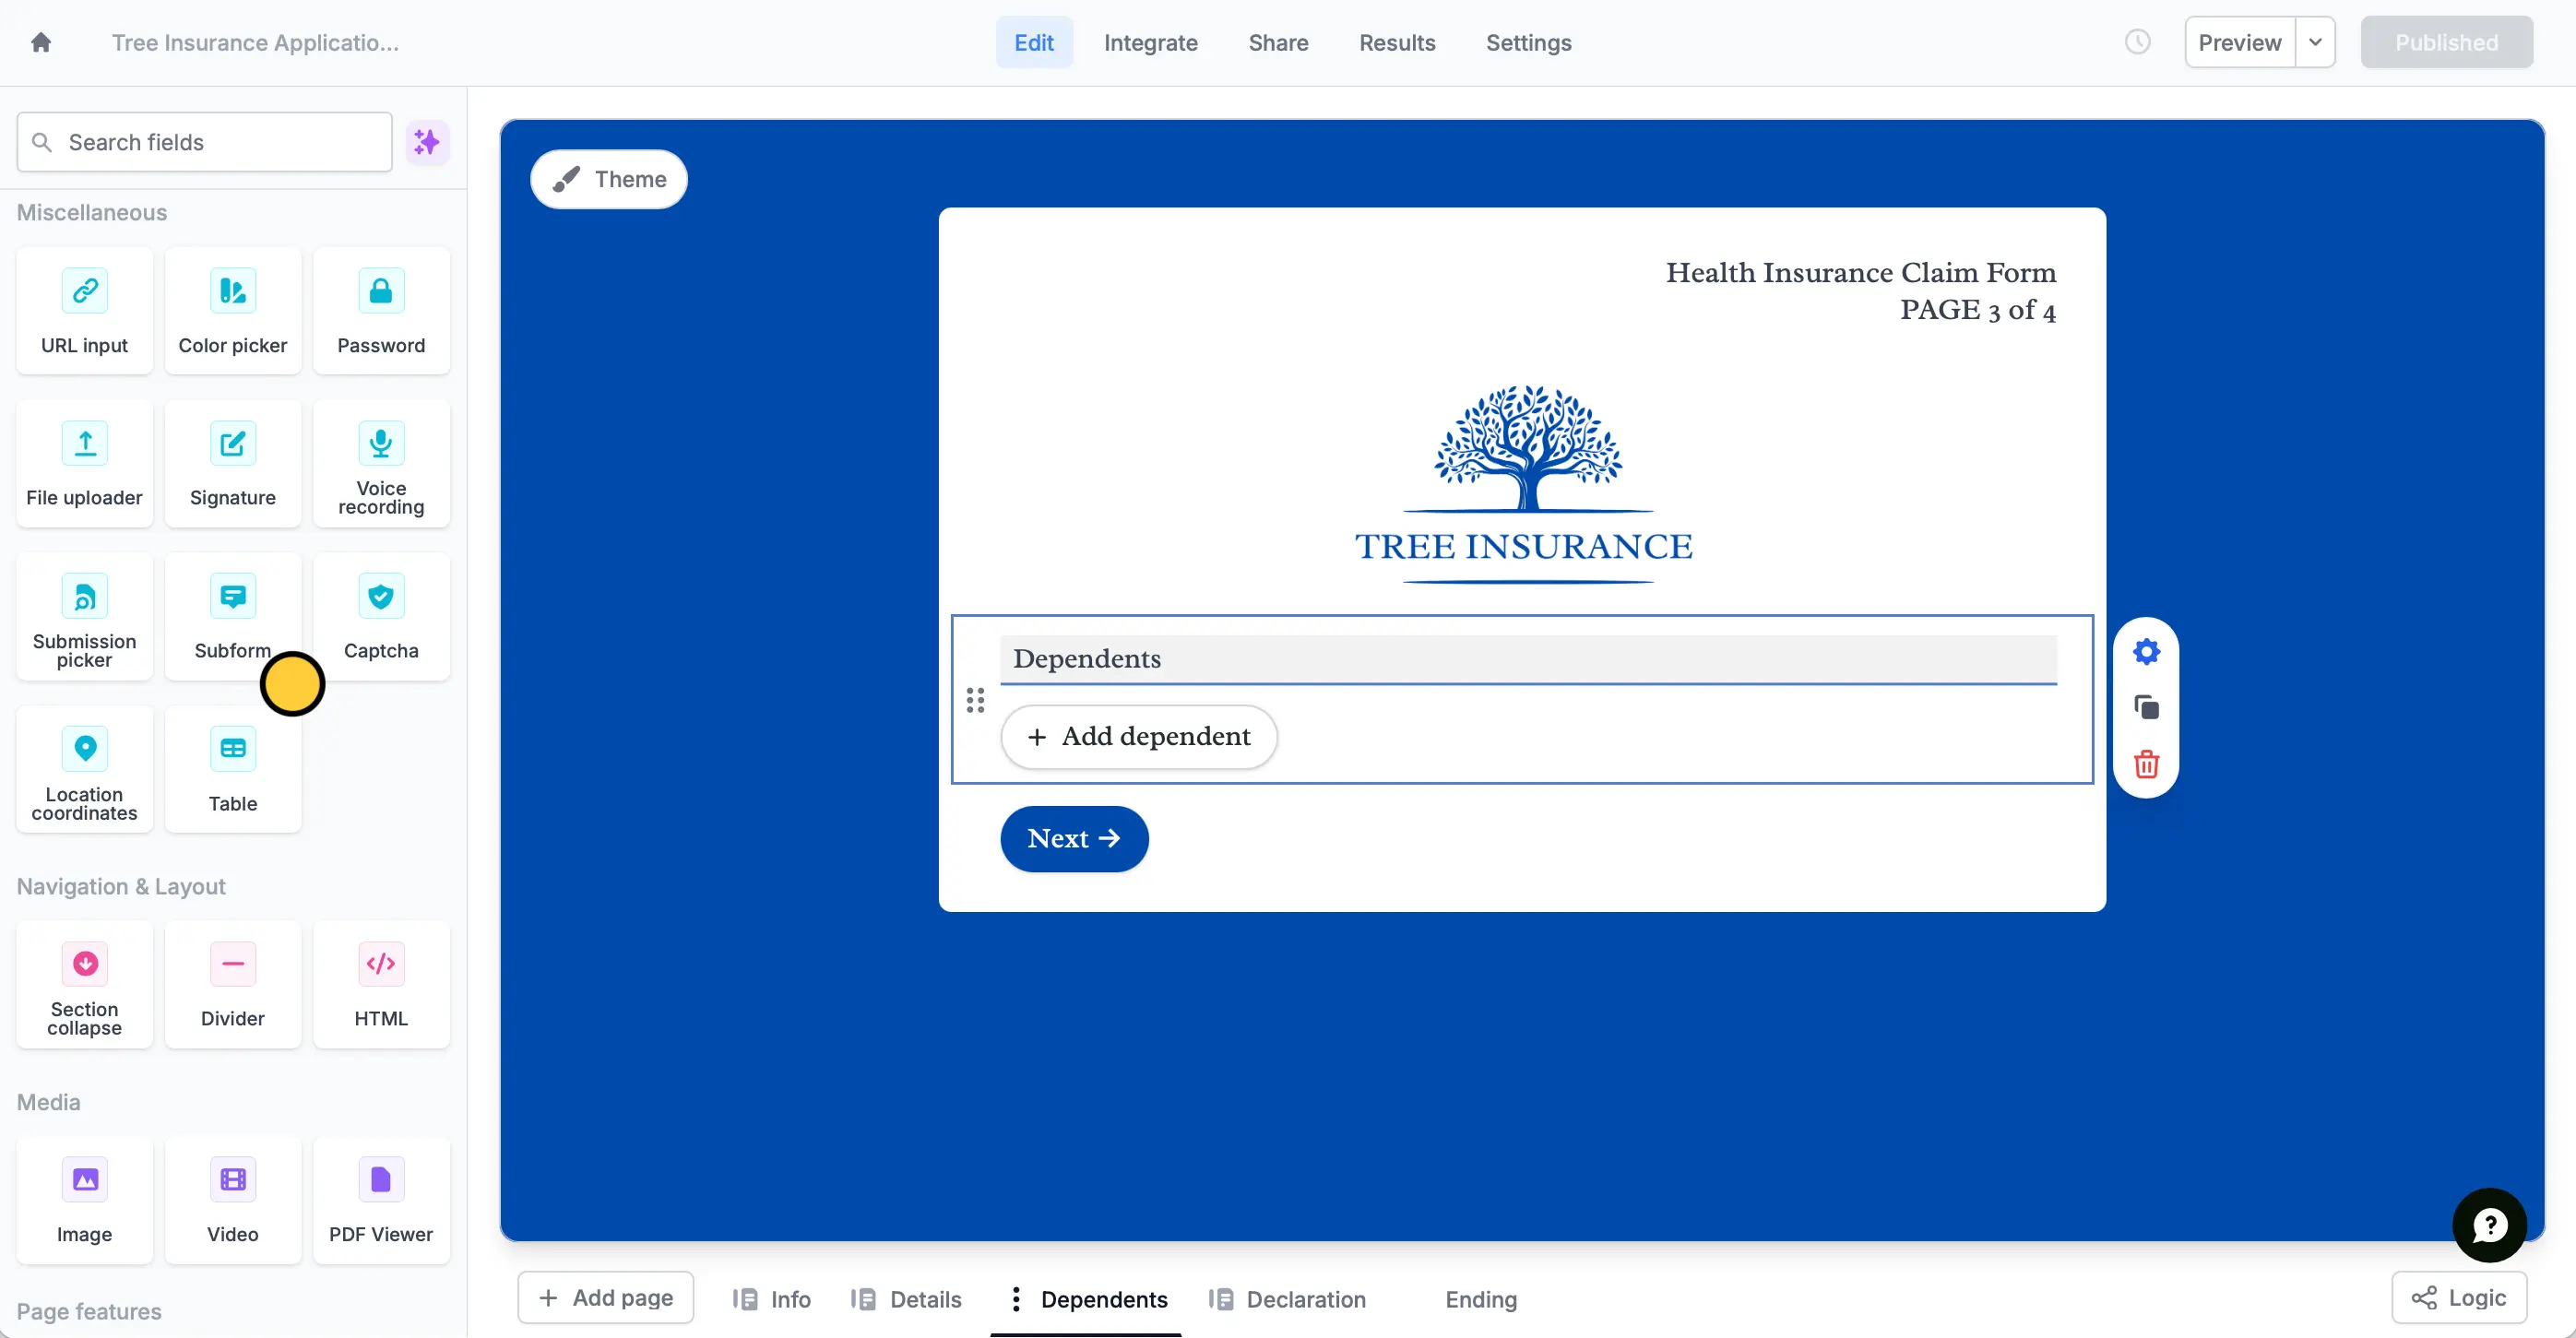 Tree Insurance Applicatio...
Edit
Integrate
Share
Results
Settings
Preview
Published
Search fields
Miscellaneous
URL input
Color picker
Password
File uploader
Signature
Voice
recording
Submission
picker
Subform
Captcha
Location
coordinates
Table
Navigation & Layout
Section
collapse
Divider
HTML
Media
Image
Video
PDF Viewer
Page features
Theme
Health Insurance Claim Form
PAGE 3 of 4
TREE INSURANCE
Dependents
+ Add dependent
Next →
+ Add page
Info
Details
Dependents
Declaration
Ending
Logic